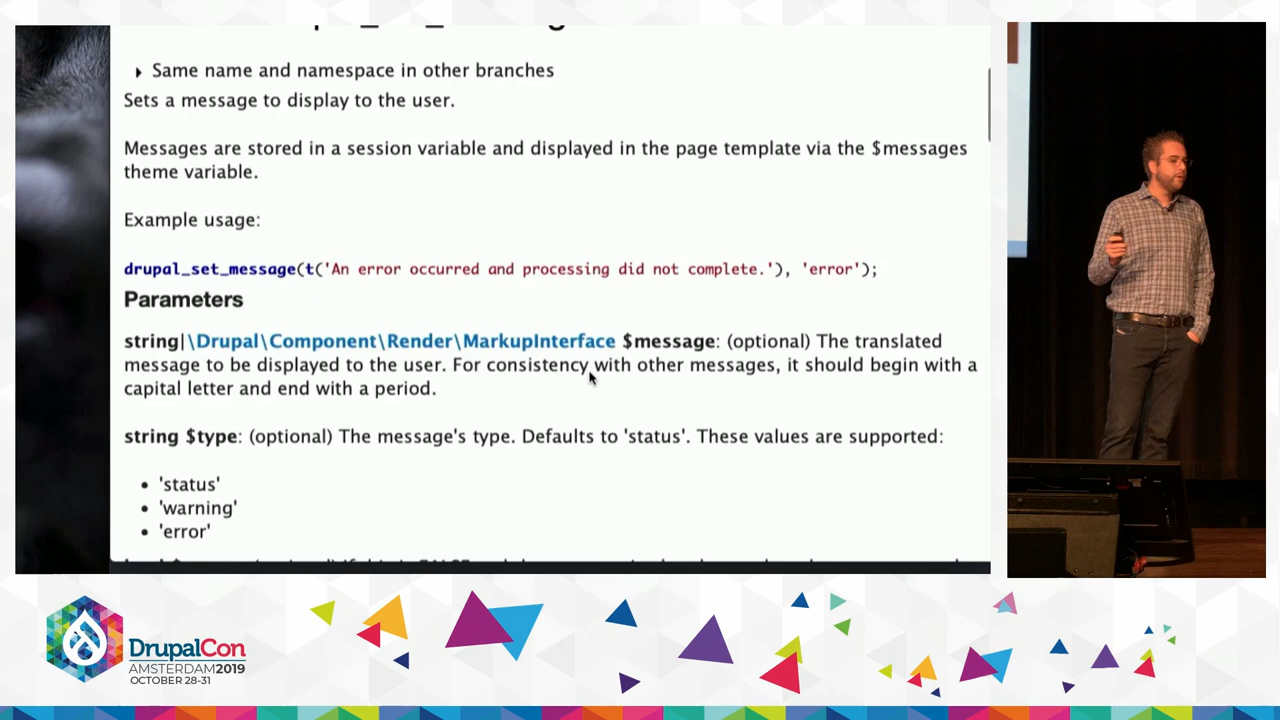 Same name and namespace in other branches
Sets a message to display to the user.
Messages are stored in a session variable and displayed in the page template via the $messages
theme variable.
Example usage:
drupal_set_message(t('An error occurred and processing did not complete.'), 'error');
Parameters
string|\Drupal\Component\Render\MarkupInterface $message: (optional) The translated
message to be displayed to the user. For consistency with other messages, it should begin with a
capital letter and end with a period.
string $type: (optional) The message's type. Defaults to 'status'. These values are supported:
• 'status'
• 'warning'
• 'error'
DrupalCon
AMSTERDAM2019
OCTOBER 28-31